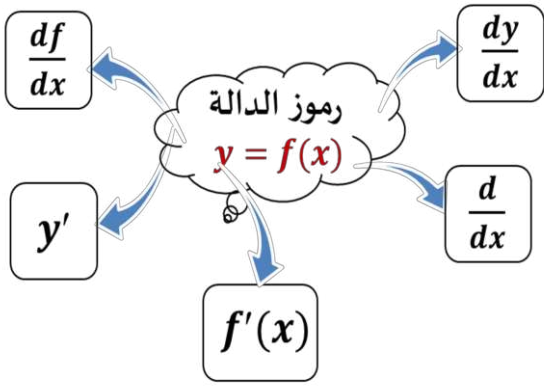 رموز الدالة
y = f(x)
df/dx
dy/dx
y′
d/dx
f′(x)